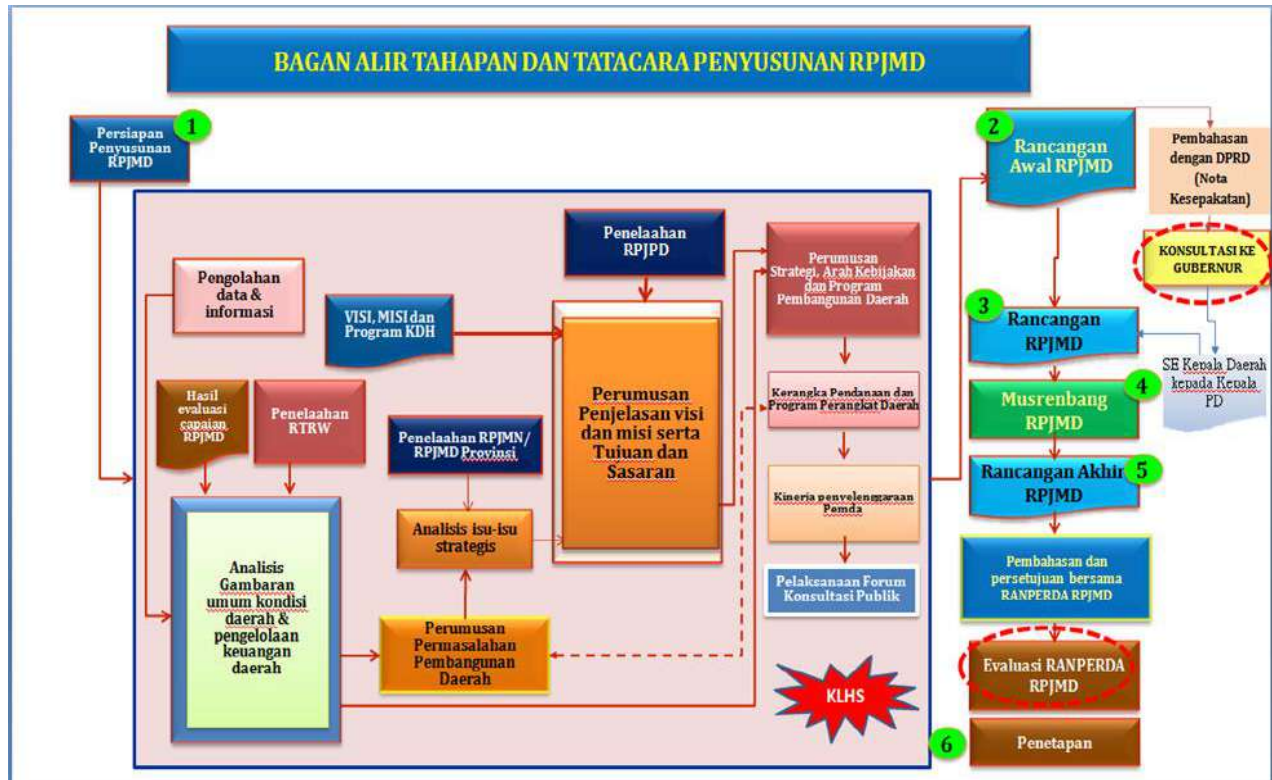 BAGAN ALIR TAHAPAN DAN TATACARA PENYUSUNAN RPJMD
1
Persiapan
Penyusunan
RPJMD
Pengolahan
data &
informasi
Hasil
evaluasi
capaian
RPJMD
Penelaahan
RTRW
Analisis
Gambaran
umum kondisi
daerah &
pengelolaan
keuangan
daerah
VISI, MISI dan
Program KDH
Penelaahan
RPJPD
Penelaahan RPJMN/
RPJMD Provinsi
Analisis isu-isu
strategis
Perumusan
Permasalahan
Pembangunan
Daerah
Perumusan
Penjelasan visi
dan misi serta
Tujuan dan
Sasaran
Perumusan
Strategi, Arah Kebijakan
dan Program
Pembangunan Daerah
Kerangka Pendanaan dan
Program Perangkat Daerah
Kinerja penyelenggaraan
Pemda
Pelaksanaan Forum
Konsultasi Publik
KLHS
2
Rancangan
Awal RPJMD
Pembahasan
dengan DPRD
(Nota
Kesepakatan)
KONSULTASI KE
GUBERNUR
SE Kepala Daerah
kepada Kepala
PD
3
Rancangan
RPJMD
4
Musrenbang
RPJMD
5
Rancangan Akhir
RPJMD
Pembahasan dan
persetujuan bersama
RANPERDA RPJMD
Evaluasi RANPERDA
RPJMD
6
Penetapan